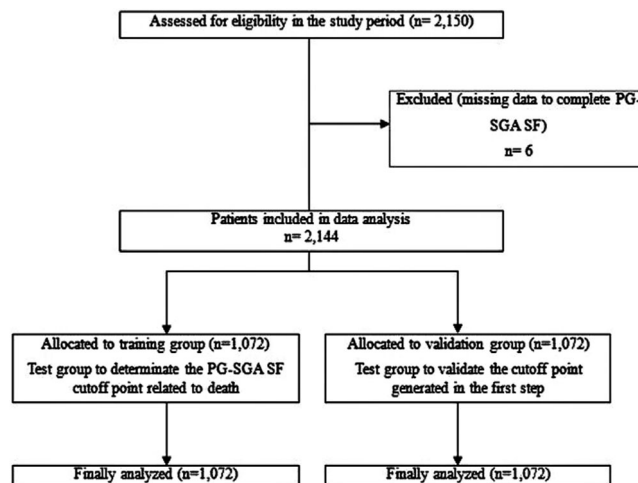 Assessed for eligibility in the study period (n= 2,150)
Excluded (missing data to complete PG-
SGA SF)
n= 6
Patients included in data analysis
n= 2,144
Allocated to training group (n=1,072)
Test group to determinate the PG-SGA SF
cutoff point related to death
Allocated to validation group (n=1,072)
Test group to validate the cutoff point
generated in the first step
Finally analyzed (n=1,072)
Finally analyzed (n=1,072)